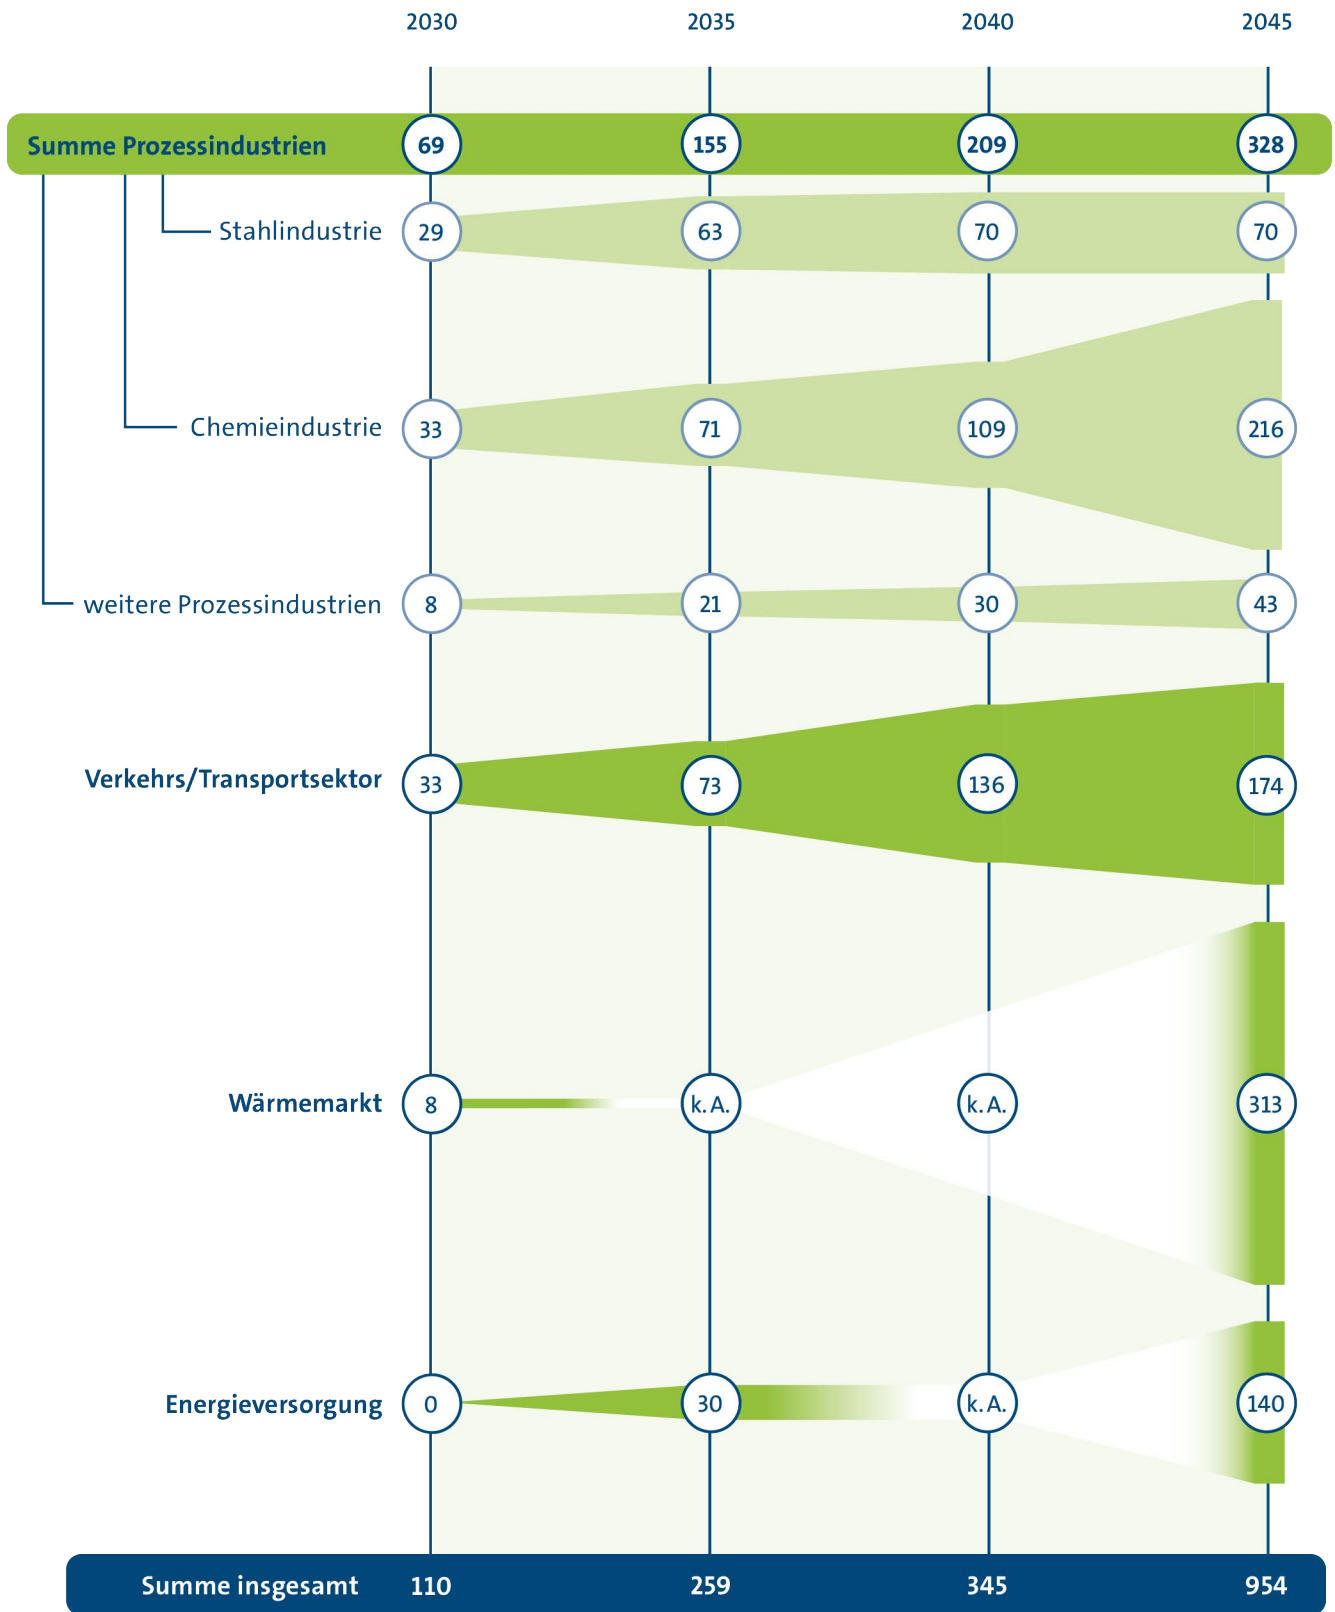 2030 2035 2040 2045
Summe Prozessindustrien 69 155 209 328
Stahlindustrie 29 63 70 70
Chemieindustrie 33 71 109 216
weitere Prozessindustrien 8 21 30 43
Verkehrs/Transportsektor 33 73 136 174
Wärmemarkt 8 k. A. k. A. 313
Energieversorgung 0 30 k. A. 140
Summe insgesamt 110 259 345 954